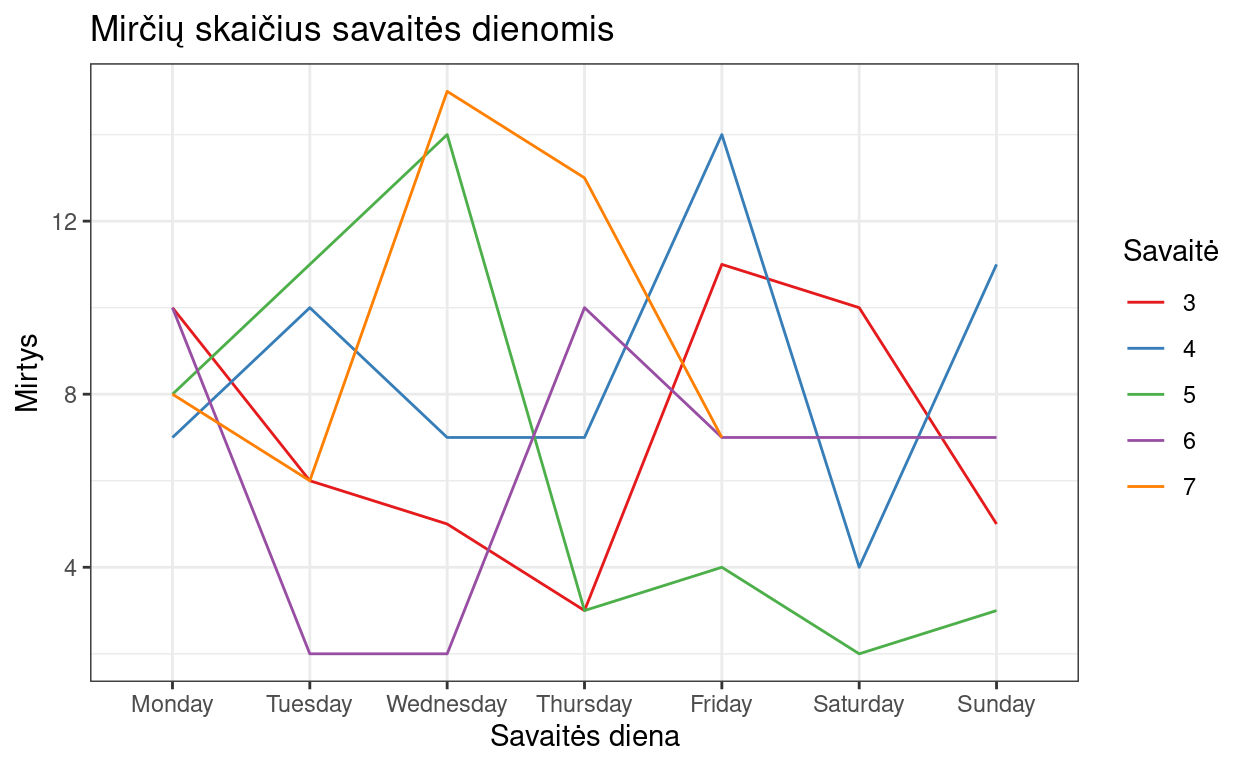 Mirčių skaičius savaitės dienomis
Mirtys
12
8
4
Monday Tuesday Wednesday Thursday Friday Saturday Sunday
Savaitės diena
Savaitė
3
4
5
6
7